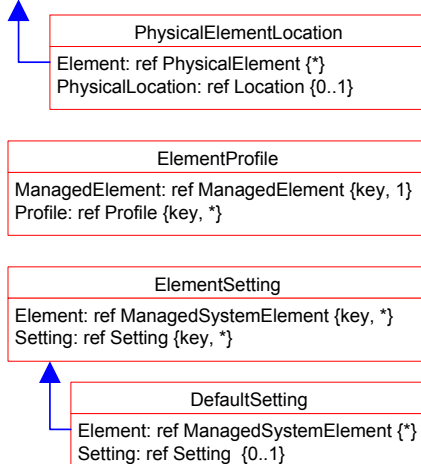 PhysicalElementLocation
Element: ref PhysicalElement {*}
PhysicalLocation: ref Location {0..1}
ElementProfile
ManagedElement: ref ManagedElement {key, 1}
Profile: ref Profile {key, *}
ElementSetting
Element: ref ManagedSystemElement {key, *}
Setting: ref Setting {key, *}
DefaultSetting
Element: ref ManagedSystemElement {*}
Setting: ref Setting {0..1}